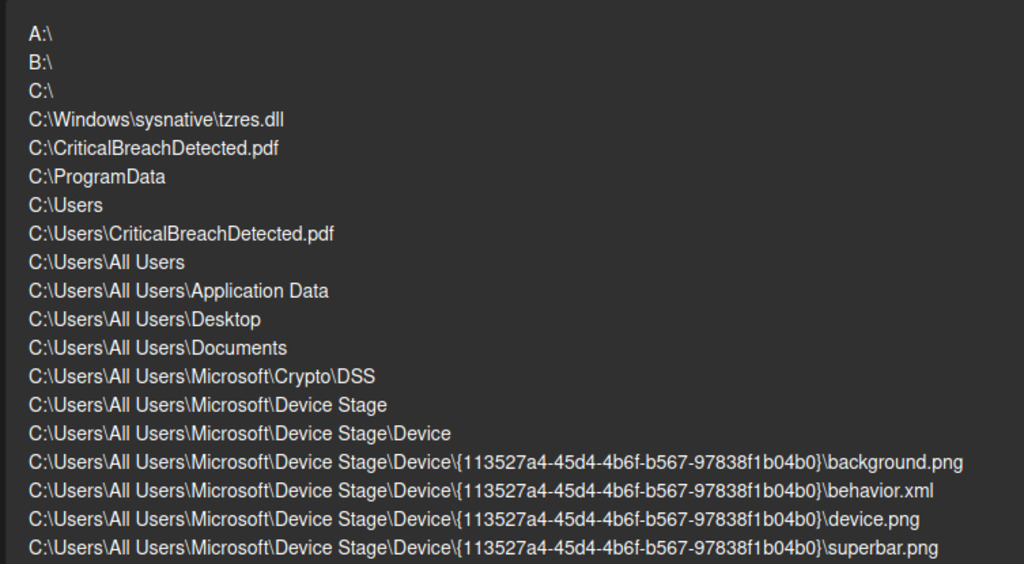 A:\
B:\
C:\
C:\Windows\sysnative\tzres.dll
C:\CriticalBreachDetected.pdf
C:\ProgramData
C:\Users
C:\Users\CriticalBreachDetected.pdf
C:\Users\All Users
C:\Users\All Users\Application Data
C:\Users\All Users\Desktop
C:\Users\All Users\Documents
C:\Users\All Users\Microsoft\Crypto\DSS
C:\Users\All Users\Microsoft\Device Stage
C:\Users\All Users\Microsoft\Device Stage\Device
C:\Users\All Users\Microsoft\Device Stage\Device\{113527a4-45d4-4b6f-b567-97838f1b04b0}\background.png
C:\Users\All Users\Microsoft\Device Stage\Device\{113527a4-45d4-4b6f-b567-97838f1b04b0}\behavior.xml
C:\Users\All Users\Microsoft\Device Stage\Device\{113527a4-45d4-4b6f-b567-97838f1b04b0}\device.png
C:\Users\All Users\Microsoft\Device Stage\Device\{113527a4-45d4-4b6f-b567-97838f1b04b0}\superbar.png